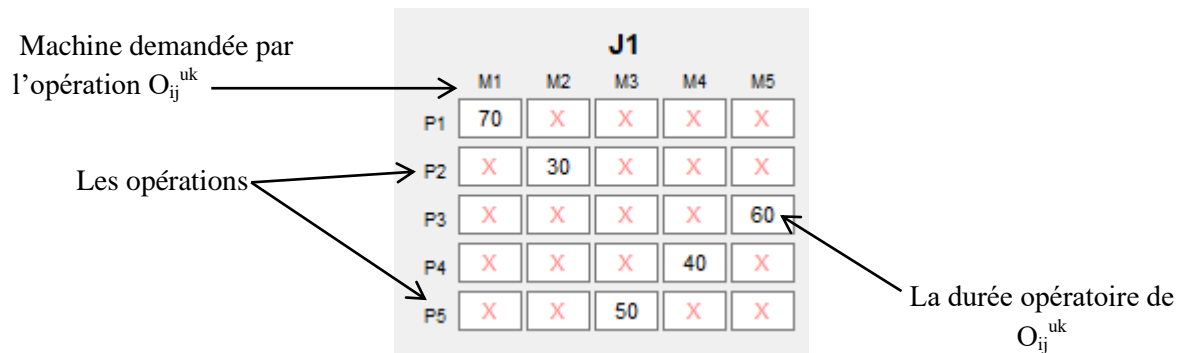 Machine demandée par
l'opération Oᵢⱼᵘᵏ
Les opérations
J1
M1 M2 M3 M4 M5
P1 70 X X X X
P2 X 30 X X X
P3 X X X X 60
P4 X X X 40 X
P5 X X 50 X X
La durée opératoire de
Oᵢⱼᵘᵏ